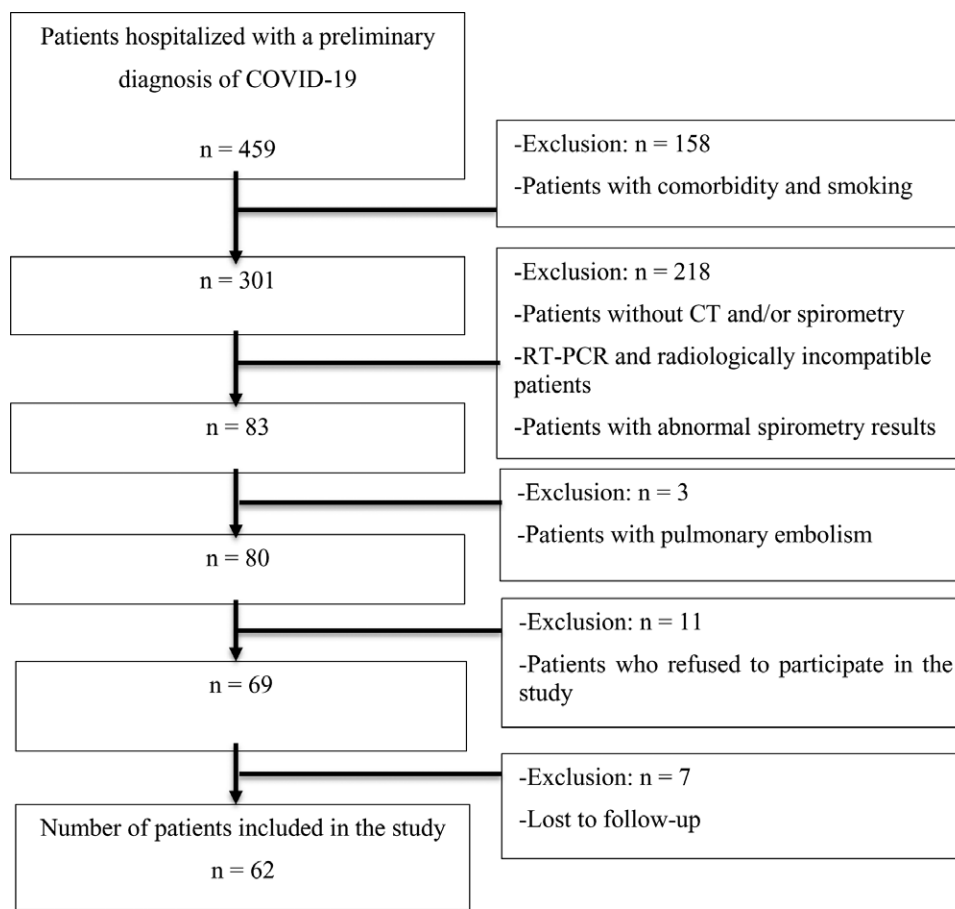 Patients hospitalized with a preliminary
diagnosis of COVID-19
n = 459
-Exclusion: n = 158
-Patients with comorbidity and smoking
n = 301
-Exclusion: n = 218
-Patients without CT and/or spirometry
-RT-PCR and radiologically incompatible
patients
-Patients with abnormal spirometry results
n = 83
-Exclusion: n = 3
-Patients with pulmonary embolism
n = 80
-Exclusion: n = 11
-Patients who refused to participate in the
study
n = 69
-Exclusion: n = 7
-Lost to follow-up
Number of patients included in the study
n = 62